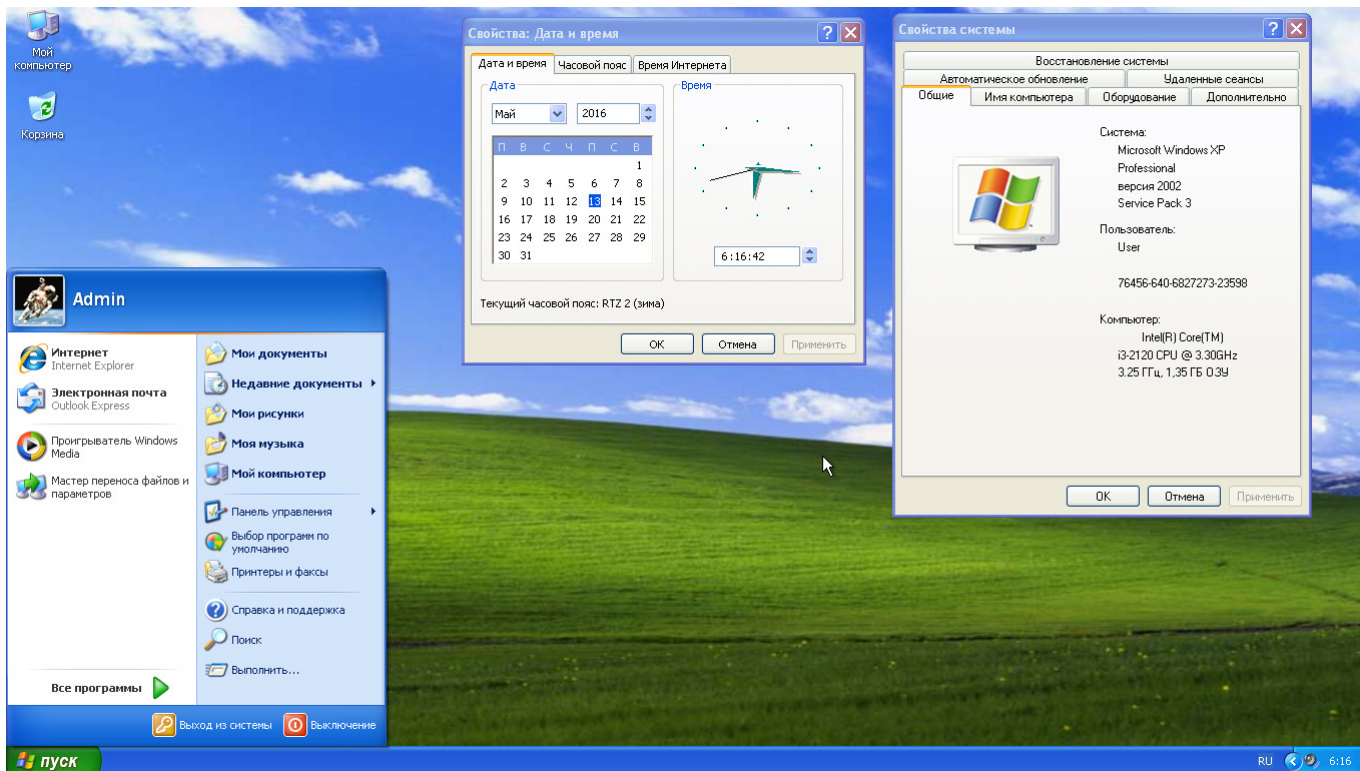 Мой
компьютер
Корзина
Свойства: Дата и время
Дата и время Часовой пояс Время Интернета
Дата
Май 2016
П В С Ч П С В
1
2 3 4 5 6 7 8
9 10 11 12 13 14 15
16 17 18 19 20 21 22
23 24 25 26 27 28 29
30 31
Время
6:16:42
Текущий часовой пояс: RTZ 2 (зима)
ОК Отмена Применить
Свойства системы
Восстановление системы
Автоматическое обновление Удаленные сеансы
Общие Имя компьютера Оборудование Дополнительно
Система:
Microsoft Windows XP
Professional
версия 2002
Service Pack 3
Пользователь:
User
76456-640-6827273-23598
Компьютер:
Intel(R) Core(TM)
i3-2120 CPU @ 3.30GHz
3.25 ГГц, 1,35 ГБ ОЗУ
ОК Отмена Применить
Admin
Интернет
Internet Explorer
Электронная почта
Outlook Express
Проигрыватель Windows
Media
Мастер переноса файлов и
параметров
Все программы
Мои документы
Недавние документы
Мои рисунки
Моя музыка
Мой компьютер
Панель управления
Выбор программ по
умолчанию
Принтеры и факсы
Справка и поддержка
Поиск
Выполнить...
Выход из системы Выключение
пуск
RU 6:16